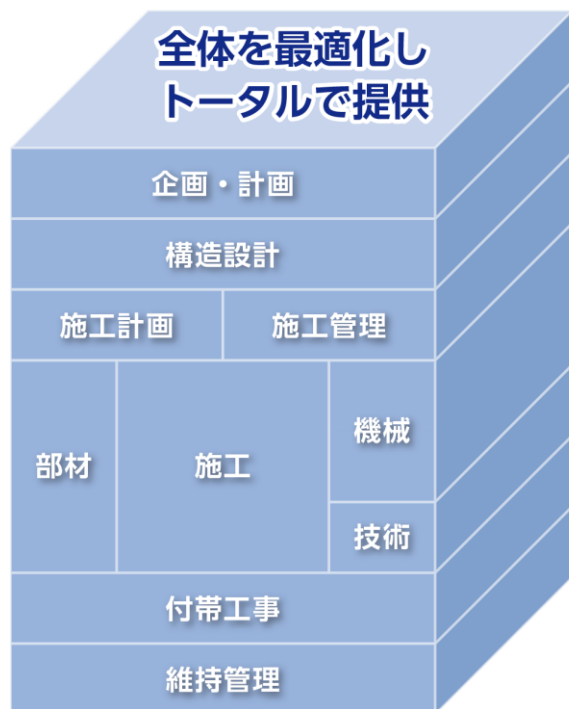 全体を最適化し
トータルで提供
企画・計画
構造設計
施工計画
施工管理
部材
施工
機械
技術
付帯工事
維持管理